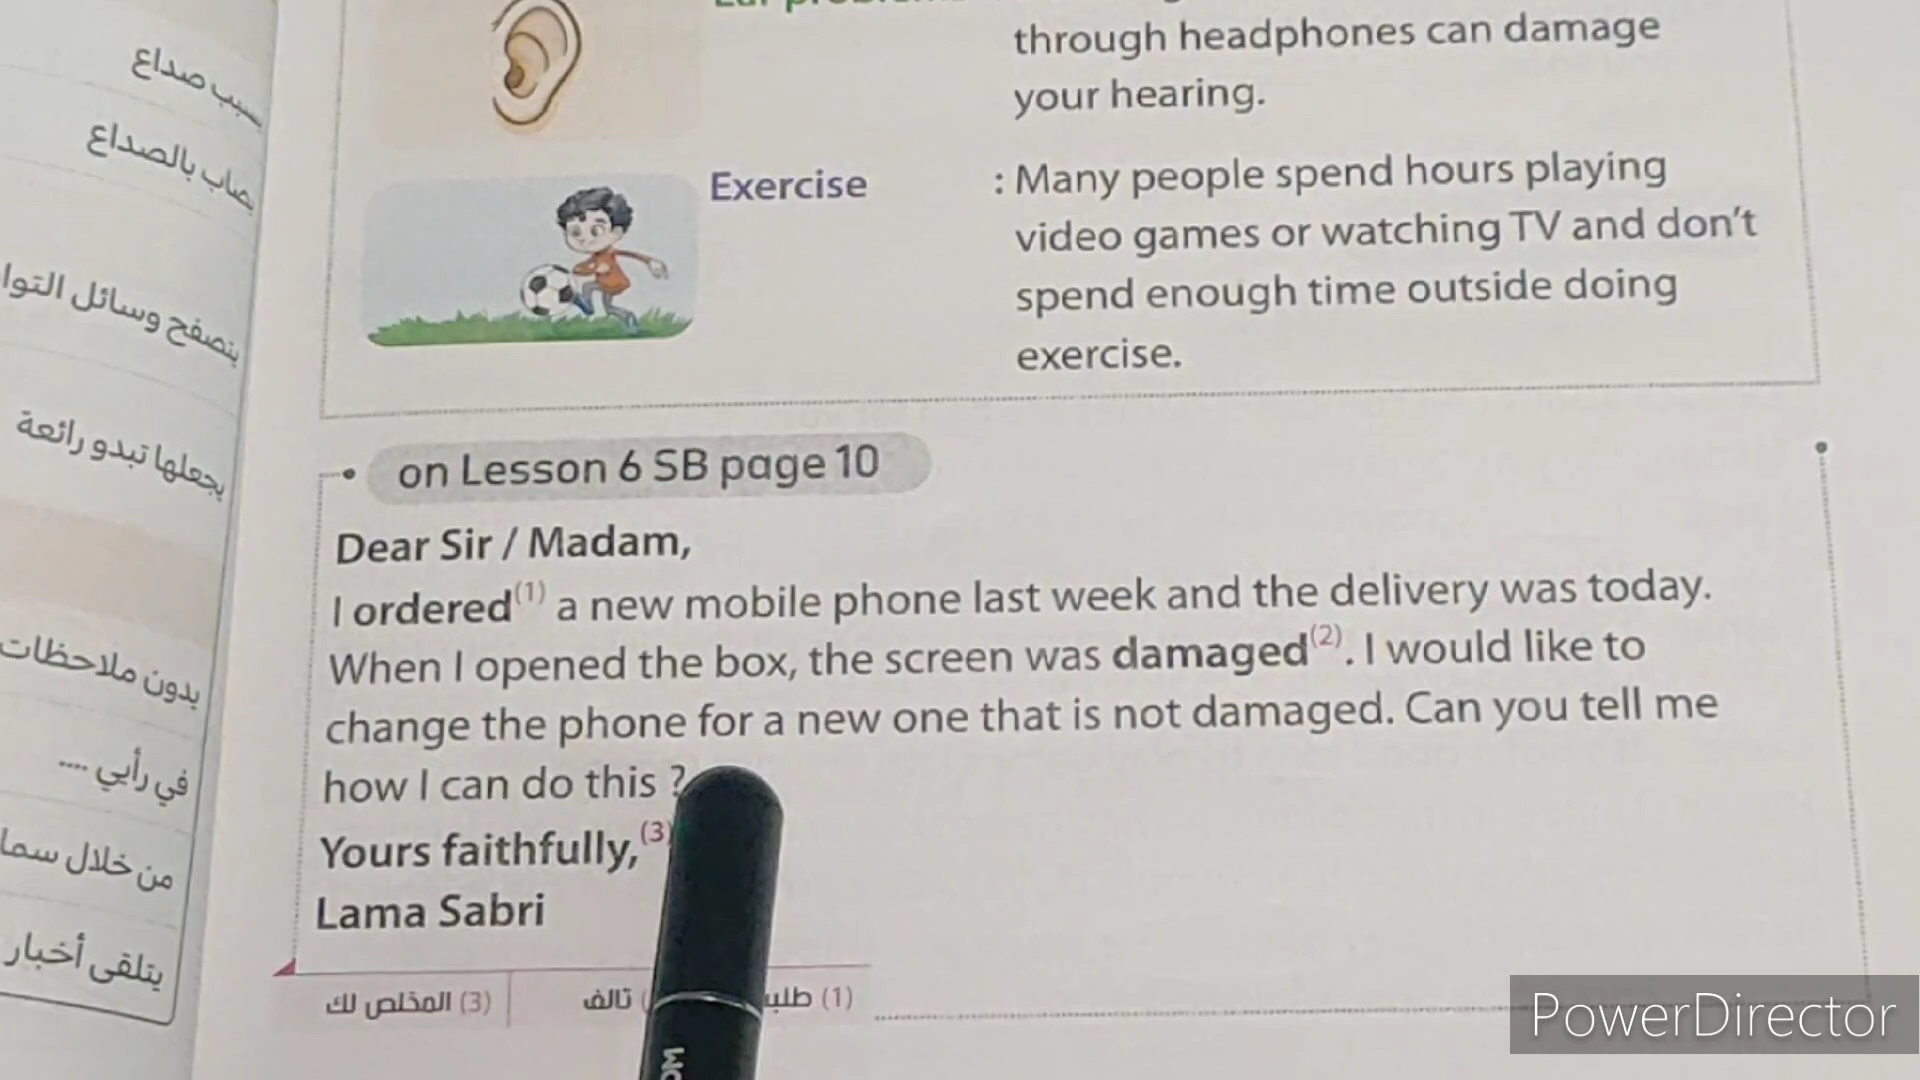 through headphones can damage
your hearing.
Exercise : Many people spend hours playing
video games or watching TV and don't
spend enough time outside doing
exercise.
on Lesson 6 SB page 10
Dear Sir / Madam,
I ordered(1) a new mobile phone last week and the delivery was today.
When I opened the box, the screen was damaged(2). I would like to
change the phone for a new one that is not damaged. Can you tell me
how I can do this ?
Yours faithfully,(3)
Lama Sabri
(1) طلب
تالف
(3) المخلص لك
صداع
بالصداع
يتصفح وسائل
يجعلها تبدو رائعة
بدون ملاحظات
في رأيي ....
من خلال
يتلقى أخبار
PowerDirector